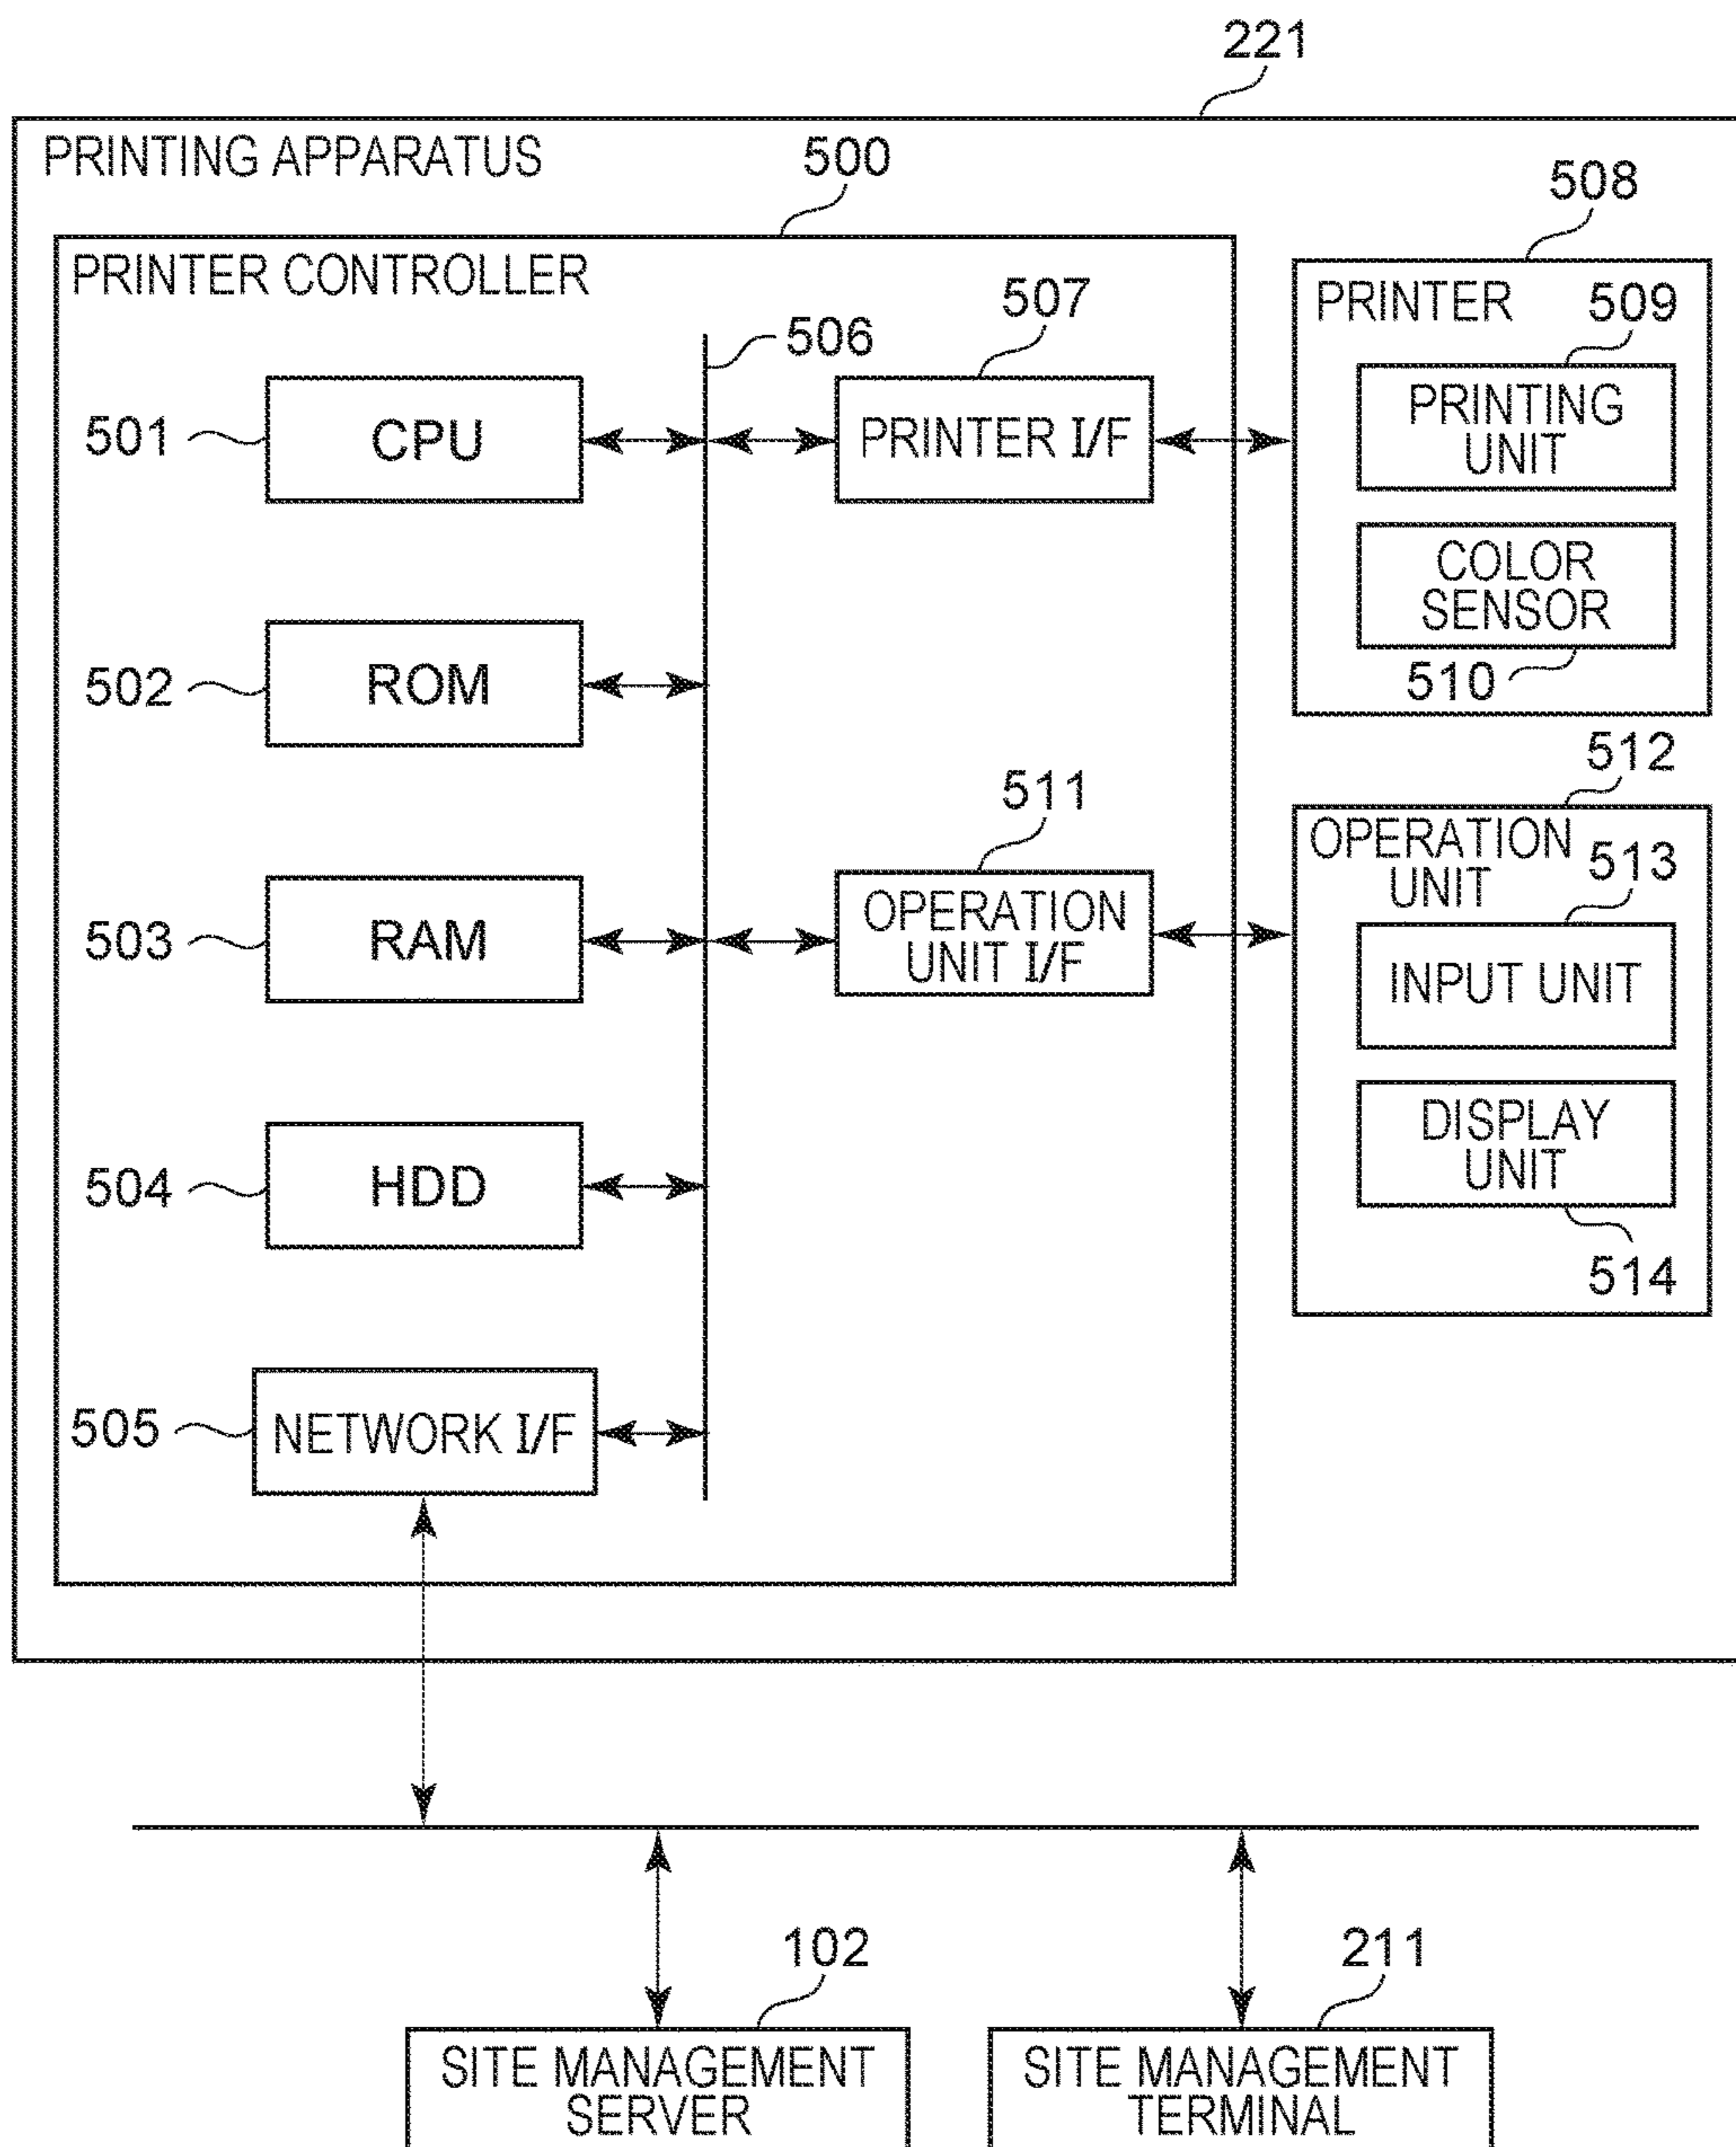 221
PRINTING APPARATUS
500
508
PRINTER CONTROLLER
507
PRINTER
509
506
501
CPU
PRINTER I/F
PRINTING
UNIT
COLOR
SENSOR
502
ROM
510
512
511
OPERATION
UNIT
513
503
RAM
OPERATION
UNIT I/F
INPUT UNIT
DISPLAY
UNIT
504
HDD
514
505
NETWORK I/F
102
211
SITE MANAGEMENT
SERVER
SITE MANAGEMENT
TERMINAL